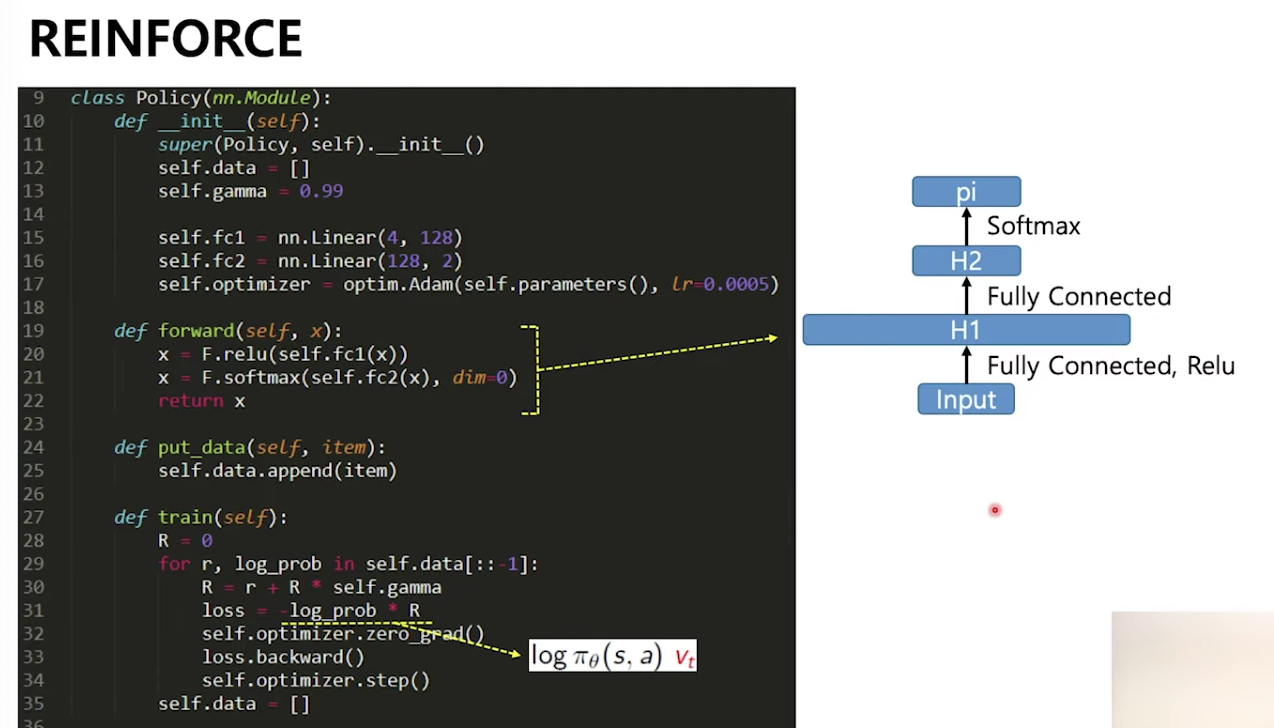 REINFORCE
9 class Policy(nn.Module):
10 def __init__(self):
11 super(Policy, self).__init__()
12 self.data = []
13 self.gamma = 0.99
14
15 self.fc1 = nn.Linear(4, 128)
16 self.fc2 = nn.Linear(128, 2)
17 self.optimizer = optim.Adam(self.parameters(), lr=0.0005)
18
19 def forward(self, x):
20 x = F.relu(self.fc1(x))
21 x = F.softmax(self.fc2(x), dim=0)
22 return x
23
24 def put_data(self, item):
25 self.data.append(item)
26
27 def train(self):
28 R = 0
29 for r, log_prob in self.data[::-1]:
30 R = r + R * self.gamma
31 loss = -log_prob * R
32 self.optimizer.zero_grad()
33 loss.backward()
34 self.optimizer.step()
35 self.data = []
36
log πθ(s, a) vt
pi
Softmax
H2
Fully Connected
H1
Fully Connected, Relu
Input